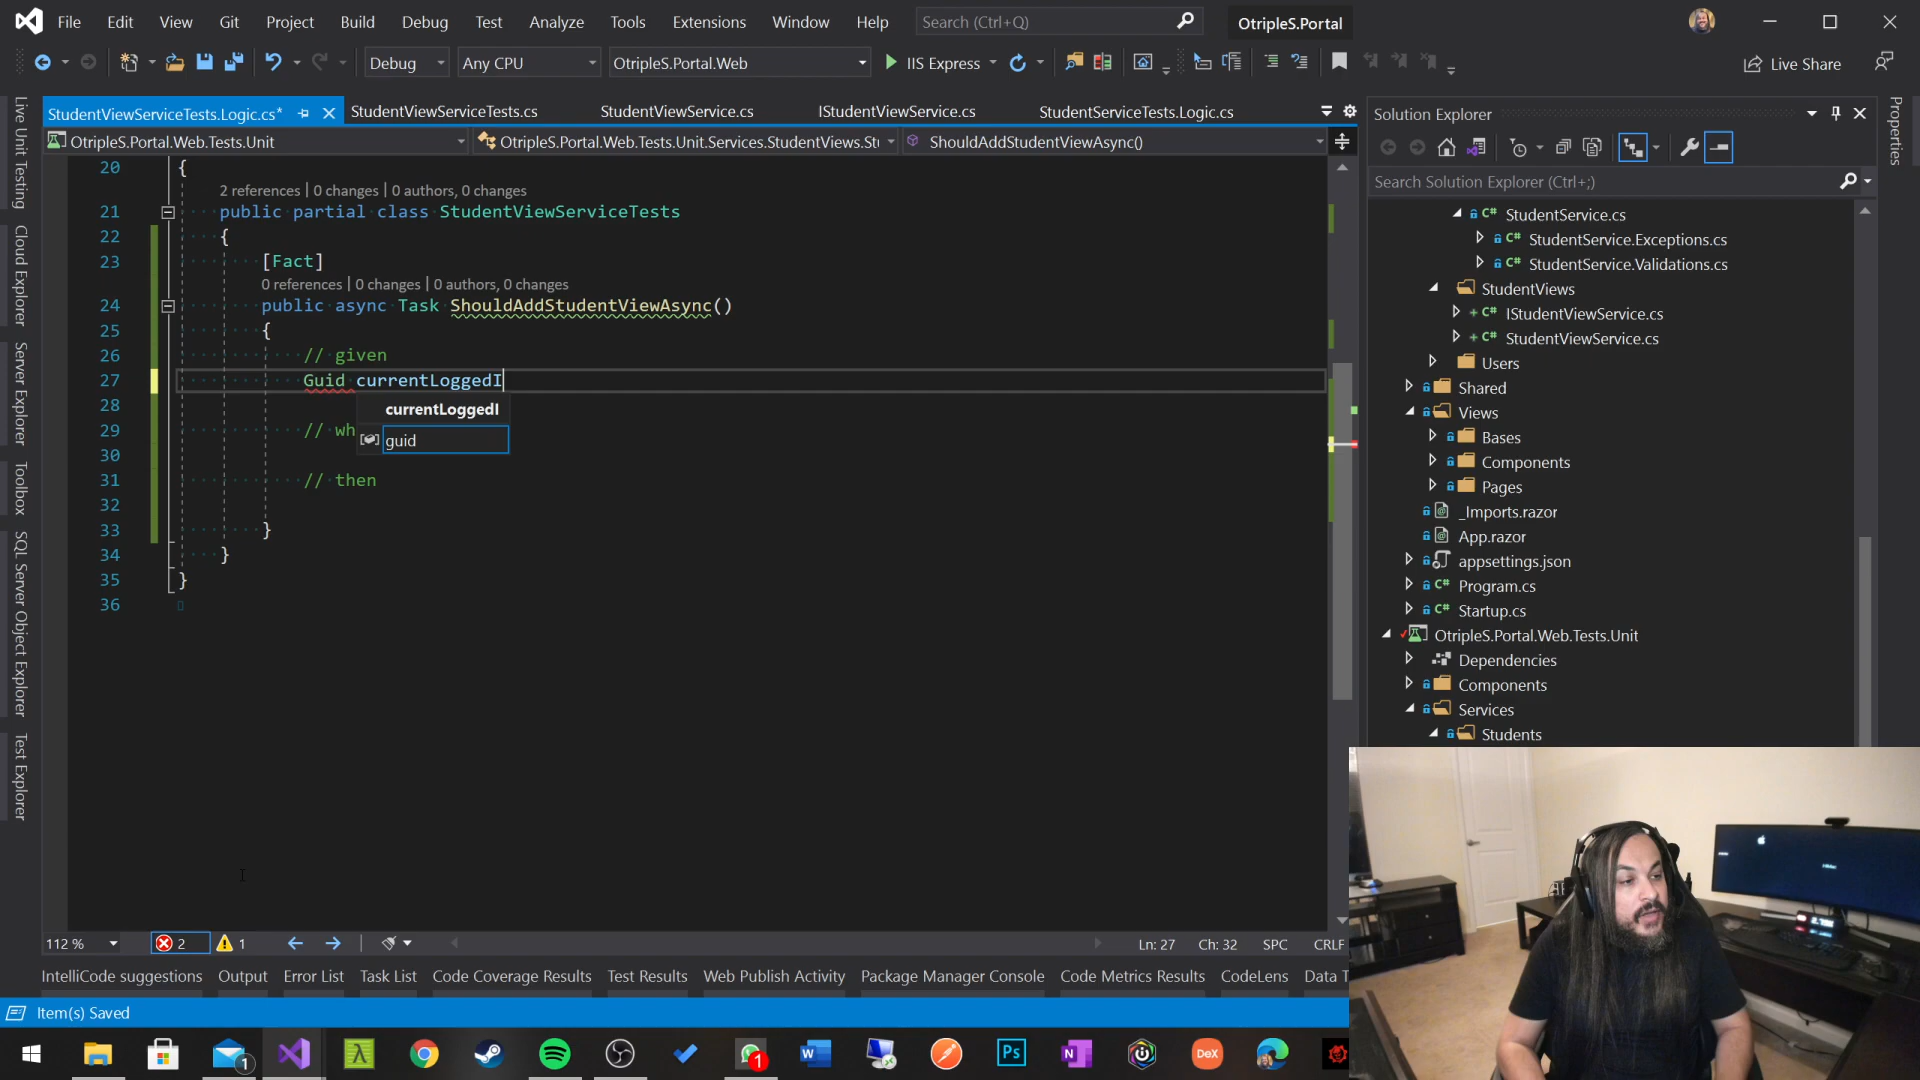 File Edit View Git Project Build Debug Test Analyze Tools Extensions Window Help Search (Ctrl+Q) OtripleS.Portal
Debug Any CPU OtripleS.Portal.Web IIS Express Live Share
StudentViewServiceTests.Logic.cs* StudentViewServiceTests.cs StudentViewService.cs IStudentViewService.cs StudentServiceTests.Logic.cs
OtripleS.Portal.Web.Tests.Unit OtripleS.Portal.Web.Tests.Unit.Services.StudentViews.St ShouldAddStudentViewAsync()
20 {
2 references | 0 changes | 0 authors, 0 changes
21 public partial class StudentViewServiceTests
22 {
23 [Fact]
0 references | 0 changes | 0 authors, 0 changes
24 public async Task ShouldAddStudentViewAsync()
25 {
26 // given
27 Guid currentLoggedI
28
currentLoggedI
29 // wh
guid
30
31 // then
32
33 }
34 }
35 }
36
112 % 2 1 Ln: 27 Ch: 32 SPC CRLF
IntelliCode suggestions Output Error List Task List Code Coverage Results Test Results Web Publish Activity Package Manager Console Code Metrics Results CodeLens Data T
Item(s) Saved
Live Unit Testing
Cloud Explorer
Server Explorer
Toolbox
SQL Server Object Explorer
Test Explorer
Solution Explorer
Search Solution Explorer (Ctrl+;)
C# StudentService.cs
C# StudentService.Exceptions.cs
C# StudentService.Validations.cs
StudentViews
C# IStudentViewService.cs
C# StudentViewService.cs
Users
Shared
Views
Bases
Components
Pages
_Imports.razor
App.razor
appsettings.json
C# Program.cs
C# Startup.cs
OtripleS.Portal.Web.Tests.Unit
Dependencies
Components
Services
Students
Properties
1
1
W
Ps
N
DeX